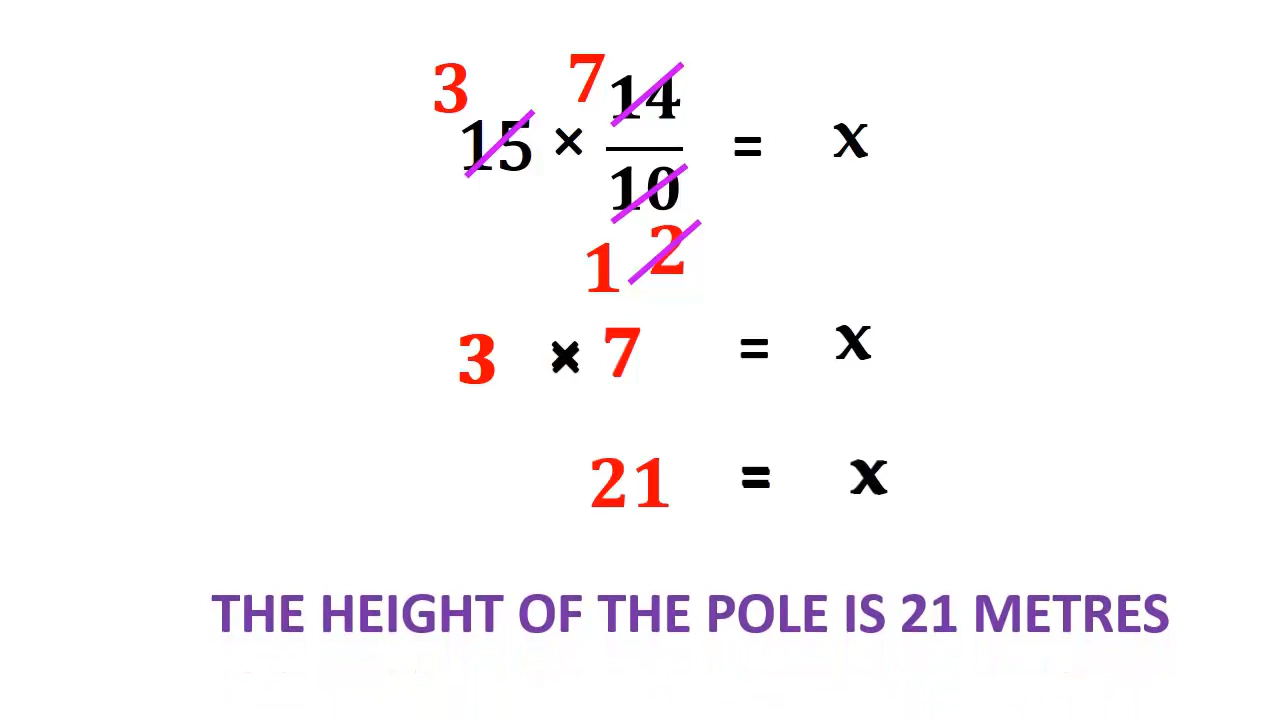 3 7 14
15 × = x
10
1 2
3 × 7 = x
21 = x
THE HEIGHT OF THE POLE IS 21 METRES